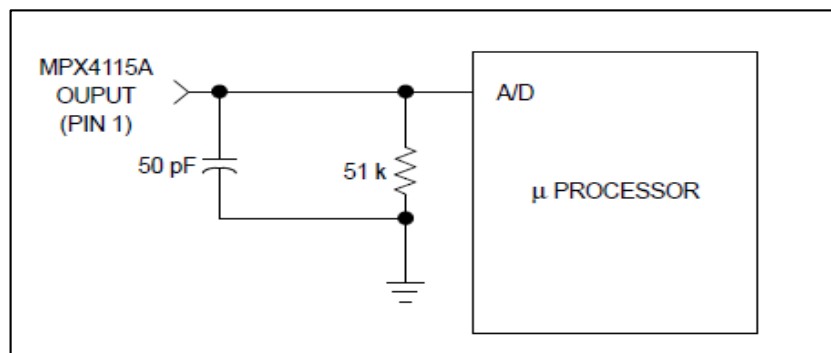 MPX4115A
OUPUT
(PIN 1)
50 pF
51 k
A/D
μ PROCESSOR